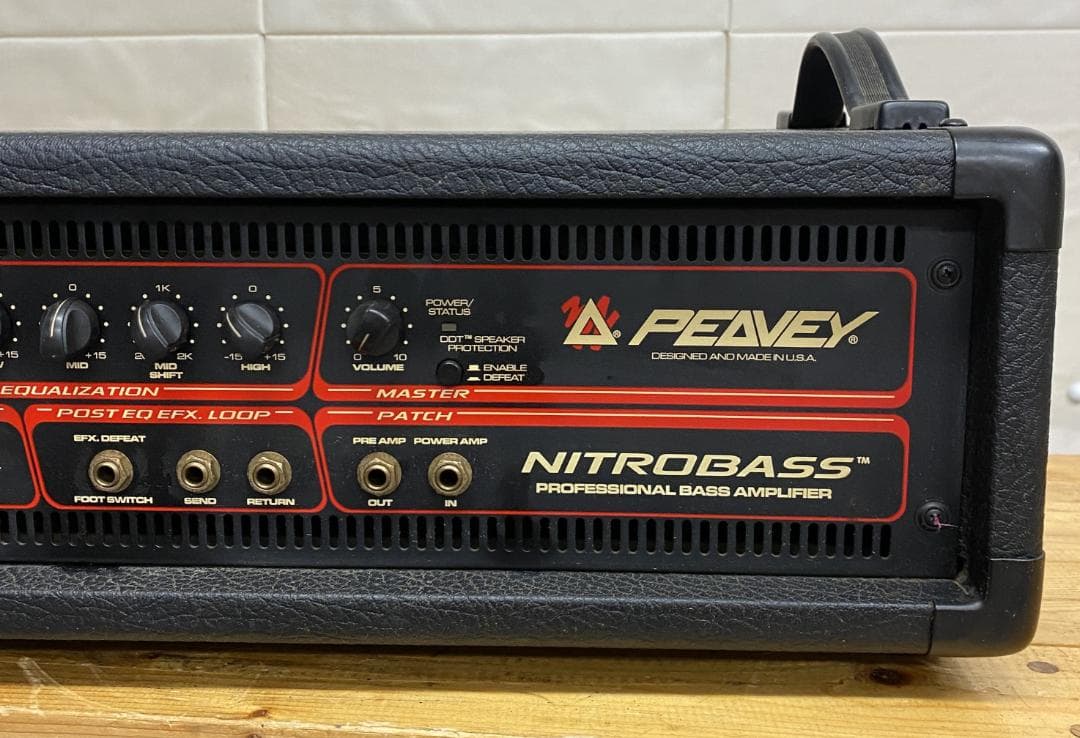 0
+15
MID
1K
2K
MID
SHIFT
0
-15 +15
HIGH
EQUALIZATION
5
0 10
VOLUME
POWER/
STATUS
DDT™ SPEAKER
PROTECTION
ENABLE
DEFEAT
MASTER
PEAVEY®
DESIGNED AND MADE IN U.S.A.
POST EQ EFX. LOOP
EFX. DEFEAT
FOOT SWITCH
SEND
RETURN
PATCH
PRE AMP POWER AMP
OUT IN
NITROBASS™
PROFESSIONAL BASS AMPLIFIER